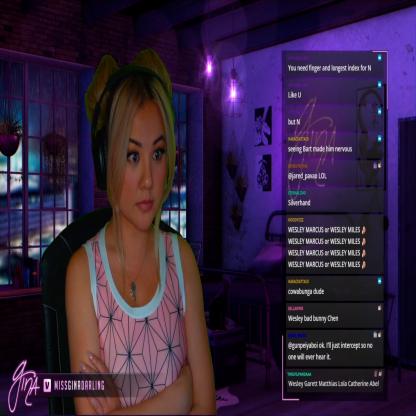 You need finger and longest index for N
Like U
but N
seeing Bart made him nervous
@jared_pavap LOL
Silverhand
WESLEY MARCUS or WESLEY MILES
WESLEY MARCUS or WESLEY MILES
WESLEY MARCUS or WESLEY MILES
WESLEY MARCUS or WESLEY MILES
cowabunga dude
Wesley bad bunny Chen
@gunpeiyaboi ok. I'll just intercept so no
one will ever hear it.
Wesley Garett Matthias Lola Catherine Abel
Gina
MISSGINADARLING